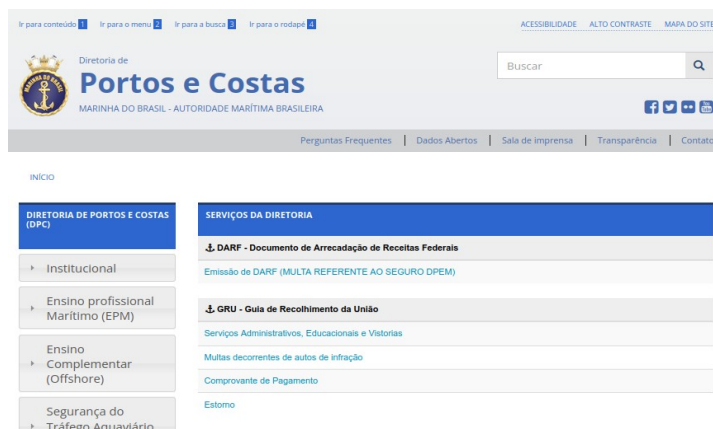 Ir para conteúdo 1 Ir para o menu 2 Ir para a busca 3 Ir para o rodapé 4
ACESSIBILIDADE ALTO CONTRASTE MAPA DO SITE
Diretoria de
Portos e Costas
MARINHA DO BRASIL - AUTORIDADE MARÍTIMA BRASILEIRA
Buscar
Perguntas Frequentes | Dados Abertos | Sala de imprensa | Transparência | Contato
INÍCIO
DIRETORIA DE PORTOS E COSTAS
(DPC)
Institucional
Ensino profissional
Marítimo (EPM)
Ensino
Complementar
(Offshore)
Segurança do
Tráfego Aquaviário
SERVIÇOS DA DIRETORIA
DARF - Documento de Arrecadação de Receitas Federais
Emissão de DARF (MULTA REFERENTE AO SEGURO DPEM)
GRU - Guia de Recolhimento da União
Serviços Administrativos, Educacionais e Vistorias
Multas decorrentes de autos de infração
Comprovante de Pagamento
Estorno